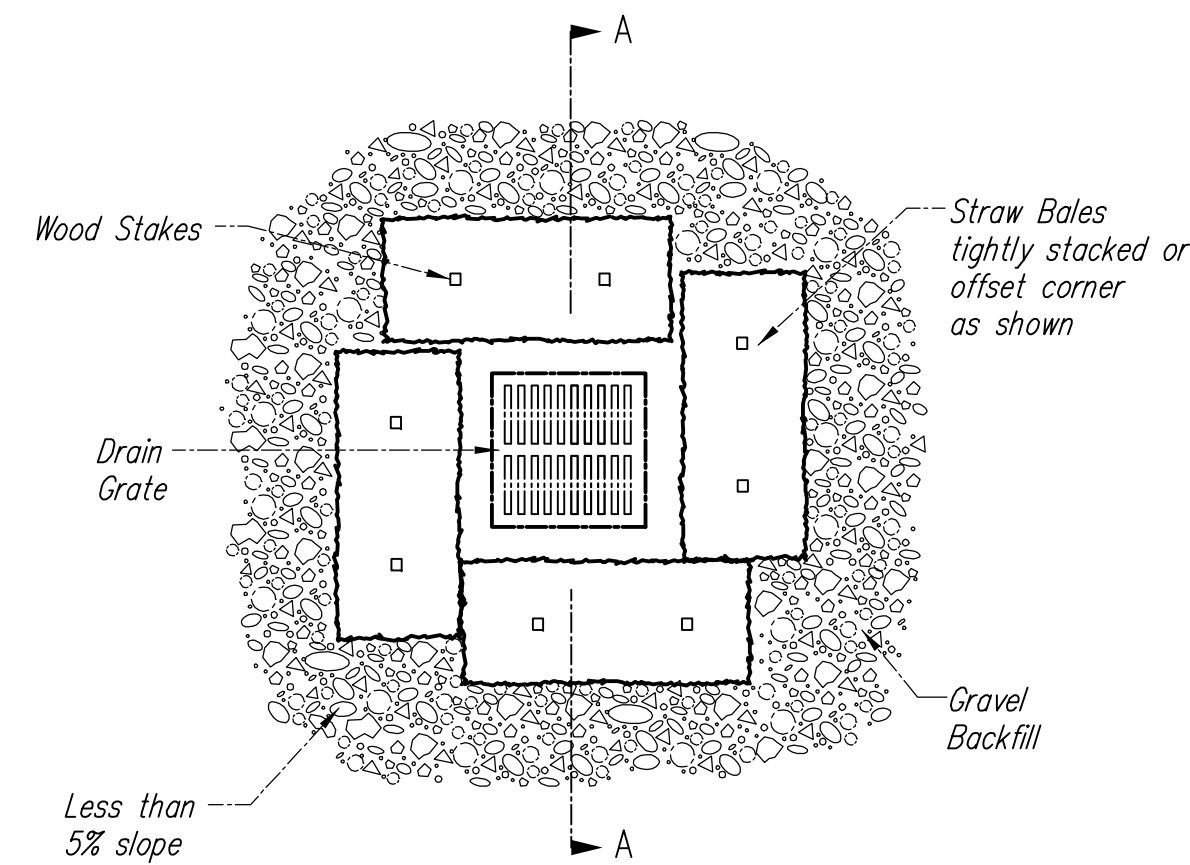 A
Wood Stakes
Straw Bales
tightly stacked or
offset corner
as shown
Drain
Grate
Gravel
Backfill
Less than
5% slope
A